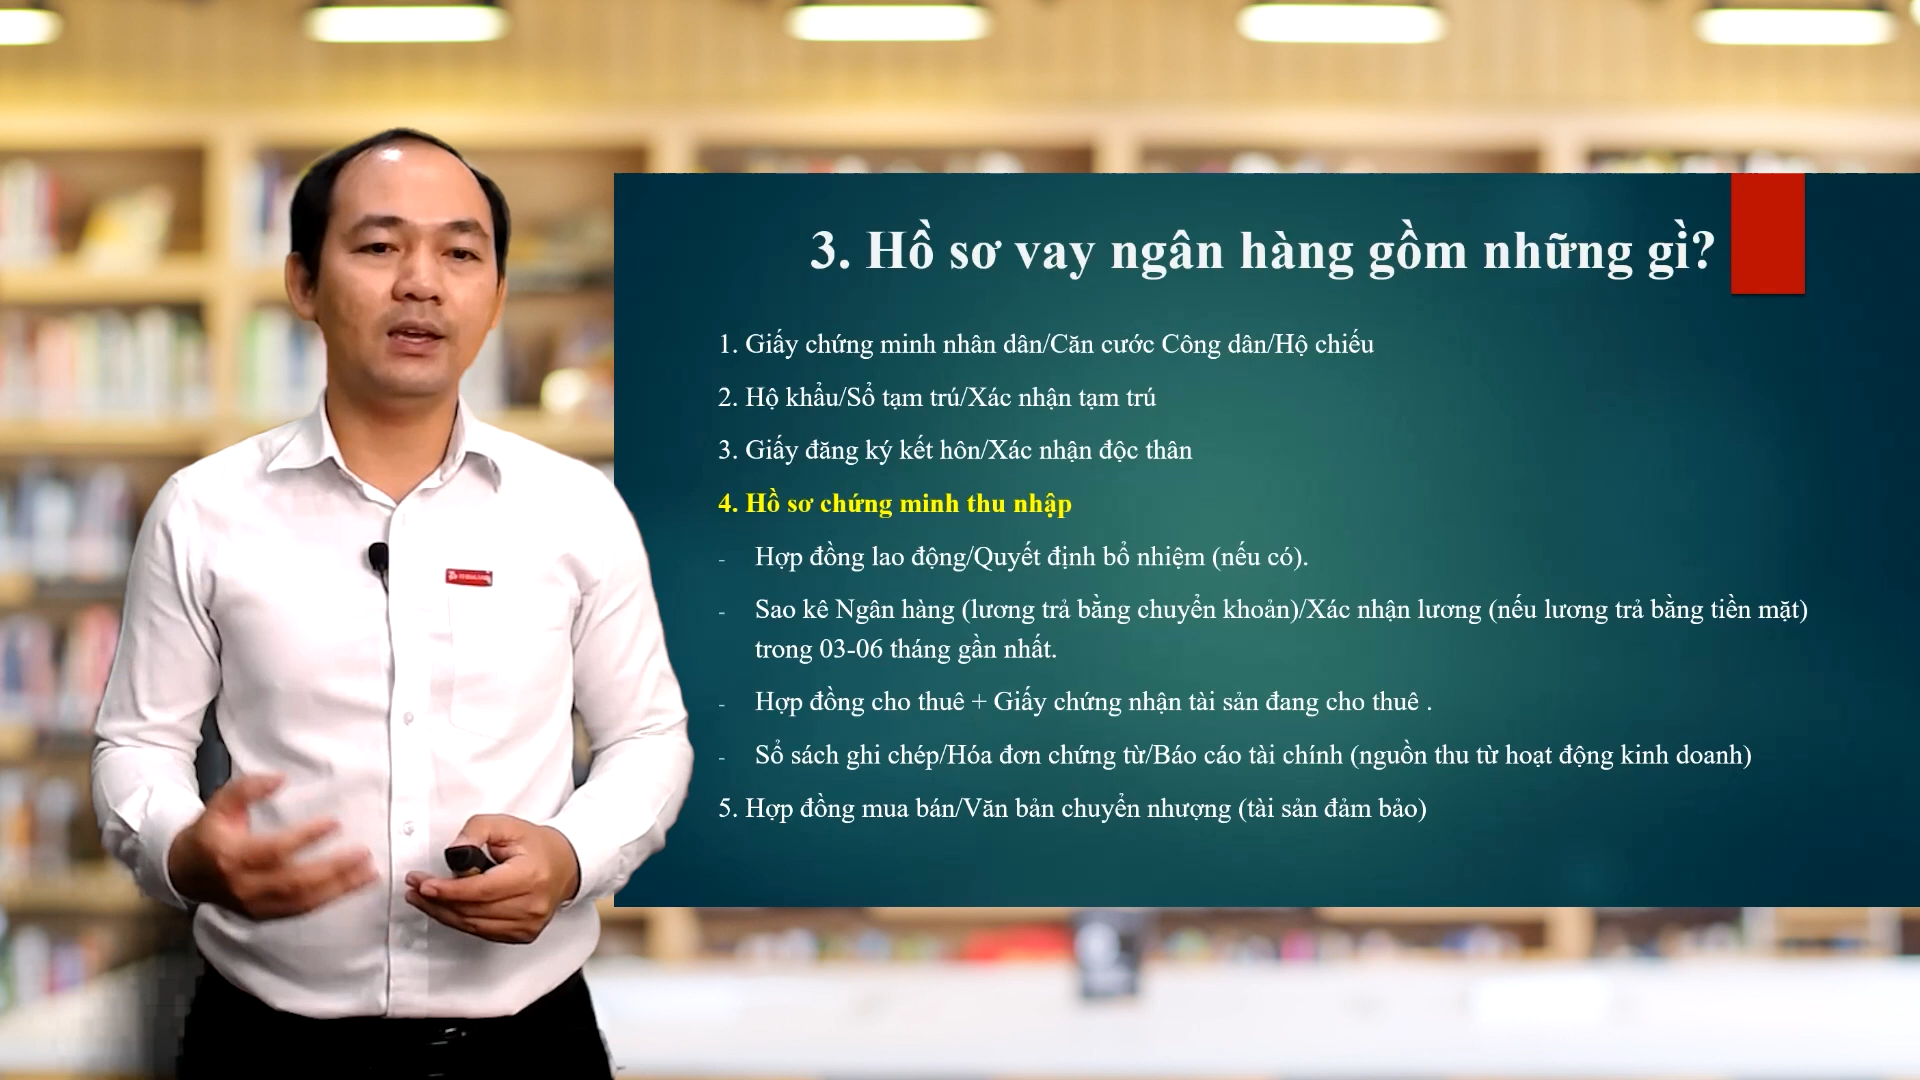 3. Hồ sơ vay ngân hàng gồm những gì?
1. Giấy chứng minh nhân dân/Căn cước Công dân/Hộ chiếu
2. Hộ khẩu/Sổ tạm trú/Xác nhận tạm trú
3. Giấy đăng ký kết hôn/Xác nhận độc thân
4. Hồ sơ chứng minh thu nhập
- Hợp đồng lao động/Quyết định bổ nhiệm (nếu có).
- Sao kê Ngân hàng (lương trả bằng chuyển khoản)/Xác nhận lương (nếu lương trả bằng tiền mặt)
trong 03-06 tháng gần nhất.
- Hợp đồng cho thuê + Giấy chứng nhận tài sản đang cho thuê .
- Sổ sách ghi chép/Hóa đơn chứng từ/Báo cáo tài chính (nguồn thu từ hoạt động kinh doanh)
5. Hợp đồng mua bán/Văn bản chuyển nhượng (tài sản đảm bảo)